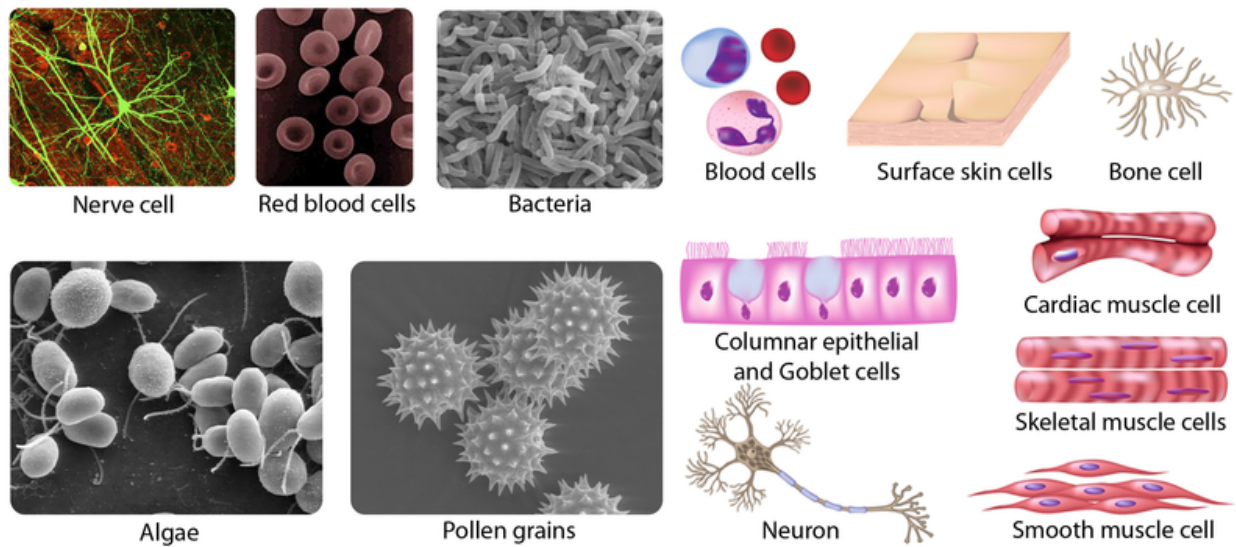 Nerve cell
Red blood cells
Bacteria
Blood cells
Surface skin cells
Bone cell
Cardiac muscle cell
Columnar epithelial
and Goblet cells
Skeletal muscle cells
Algae
Pollen grains
Neuron
Smooth muscle cell